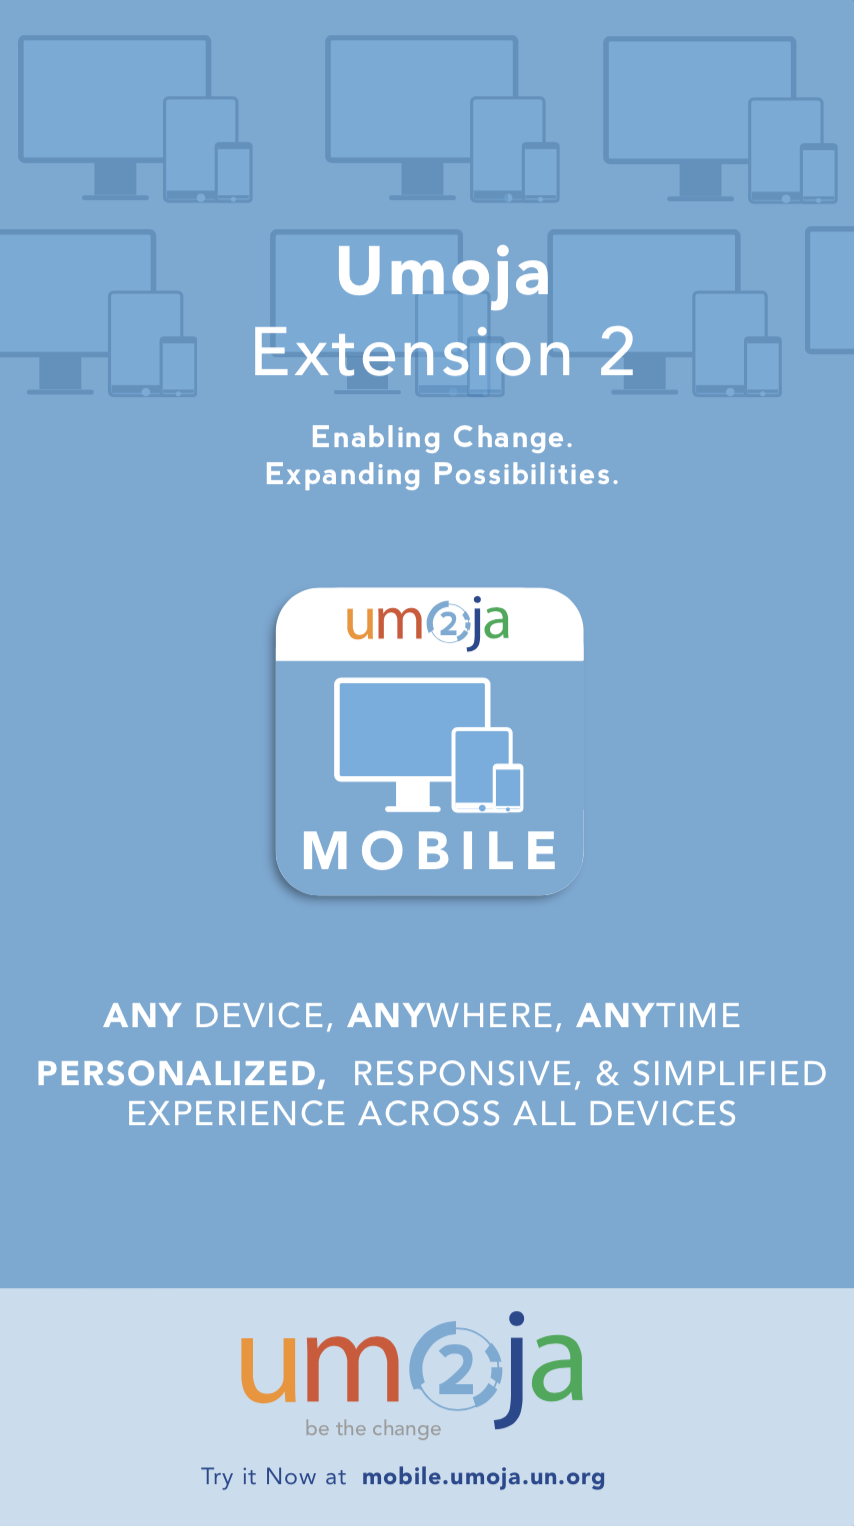 Umoja
Extension 2
Enabling Change.
Expanding Possibilities.
um2ja
MOBILE
ANY DEVICE, ANYWHERE, ANYTIME
PERSONALIZED, RESPONSIVE, & SIMPLIFIED
EXPERIENCE ACROSS ALL DEVICES
um2ja
be the change
Try it Now at mobile.umoja.un.org